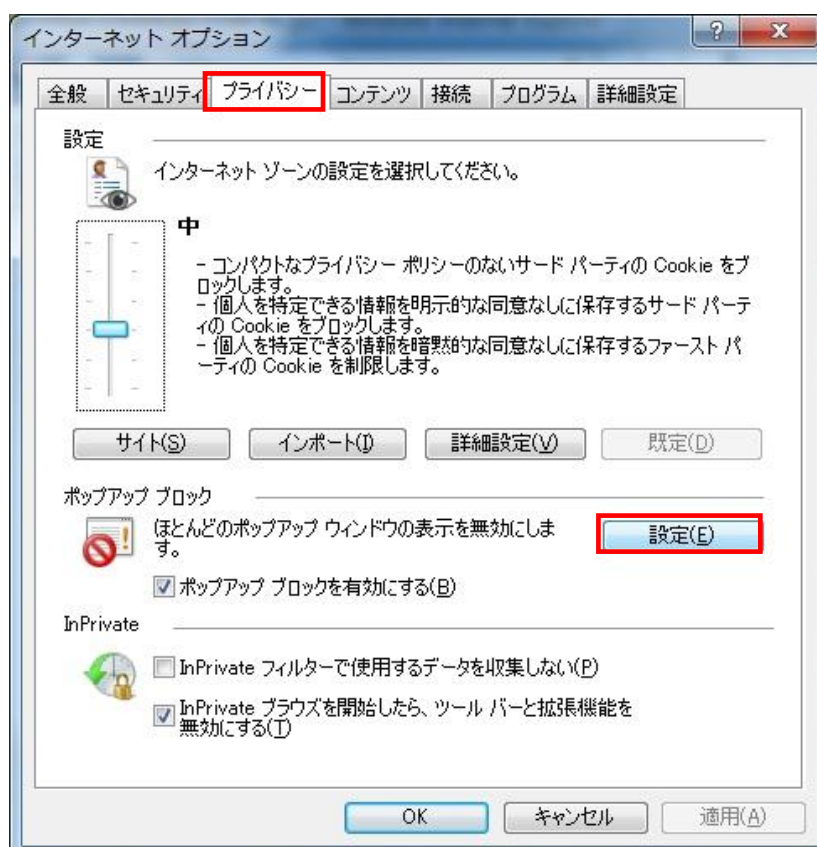 インターネット オプション
?
X
全般 セキュリティ プライバシー コンテンツ 接続 プログラム 詳細設定
設定
インターネット ゾーンの設定を選択してください。
中
- コンパクトなプライバシー ポリシーのないサード パーティの Cookie をブ
ロックします。
- 個人を特定できる情報を明示的な同意なしに保存するサード パーテ
ィの Cookie をブロックします。
- 個人を特定できる情報を暗黙的な同意なしに保存するファースト パ
ーティの Cookie を制限します。
サイト(S) インポート(I) 詳細設定(V) 既定(D)
ポップアップ ブロック
ほとんどのポップアップ ウィンドウの表示を無効にしま
す。
設定(E)
ポップアップ ブロックを有効にする(B)
InPrivate
InPrivate フィルターで使用するデータを収集しない(P)
InPrivate ブラウズを開始したら、ツール バーと拡張機能を
無効にする(T)
OK キャンセル 適用(A)